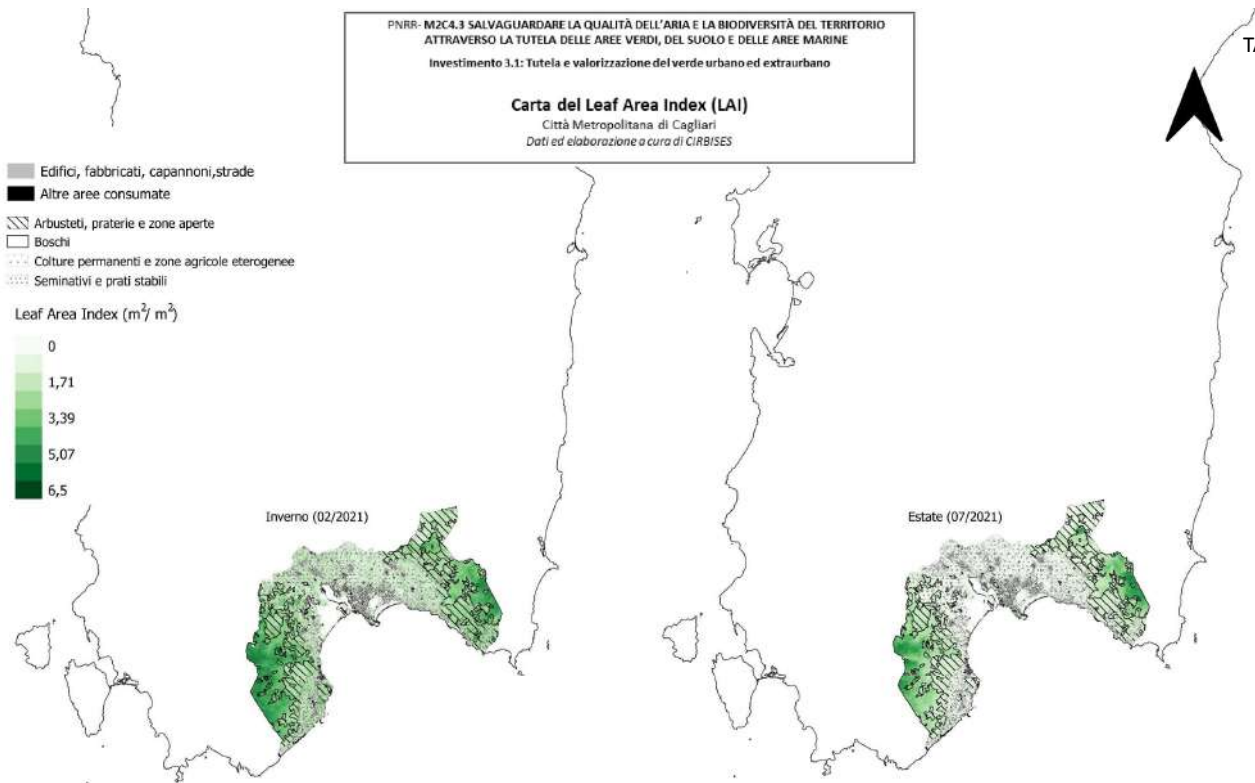 PNRR- M2C4.3 SALVAGUARDARE LA QUALITÀ DELL'ARIA E LA BIODIVERSITÀ DEL TERRITORIO
ATTRAVERSO LA TUTELA DELLE AREE VERDI, DEL SUOLO E DELLE AREE MARINE
Investimento 3.1: Tutela e valorizzazione del verde urbano ed extraurbano
Carta del Leaf Area Index (LAI)
Città Metropolitana di Cagliari
Dati ed elaborazione a cura di CIRBISES
Edifici, fabbricati, capannoni,strade
Altre aree consumate
Arbusteti, praterie e zone aperte
Boschi
Colture permanenti e zone agricole eterogenee
Seminativi e prati stabili
Leaf Area Index (m²/ m²)
0
1,71
3,39
5,07
6,5
Inverno (02/2021)
Estate (07/2021)